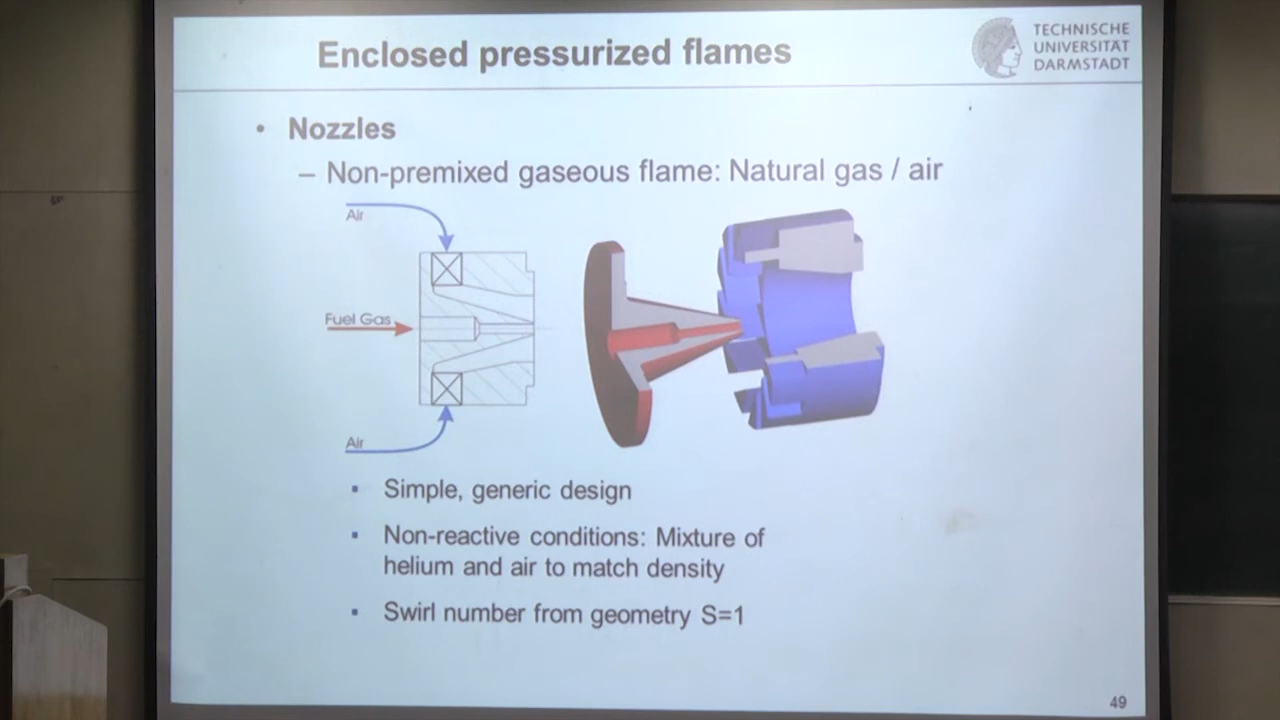 Enclosed pressurized flames
TECHNISCHE
UNIVERSITÄT
DARMSTADT
• Nozzles
– Non-premixed gaseous flame: Natural gas / air
Air
Fuel Gas
Air
▪ Simple, generic design
▪ Non-reactive conditions: Mixture of
helium and air to match density
▪ Swirl number from geometry S=1
49